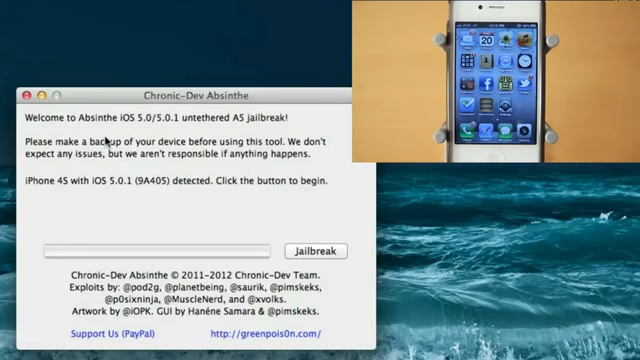 Chronic-Dev Absinthe
Welcome to Absinthe iOS 5.0/5.0.1 untethered A5 jailbreak!
Please make a backup of your device before using this tool. We don't
expect any issues, but we aren't responsible if anything happens.
iPhone 4S with iOS 5.0.1 (9A405) detected. Click the button to begin.
Jailbreak
Chronic-Dev Absinthe © 2011-2012 Chronic-Dev Team.
Exploits by: @pod2g, @planetbeing, @saurik, @pimskeks,
@p0sixninja, @MuscleNerd, and @xvolks.
Artwork by @iOPK. GUI by Hanéne Samara & @pimskeks.
Support Us (PayPal)
http://greenpois0n.com/
20